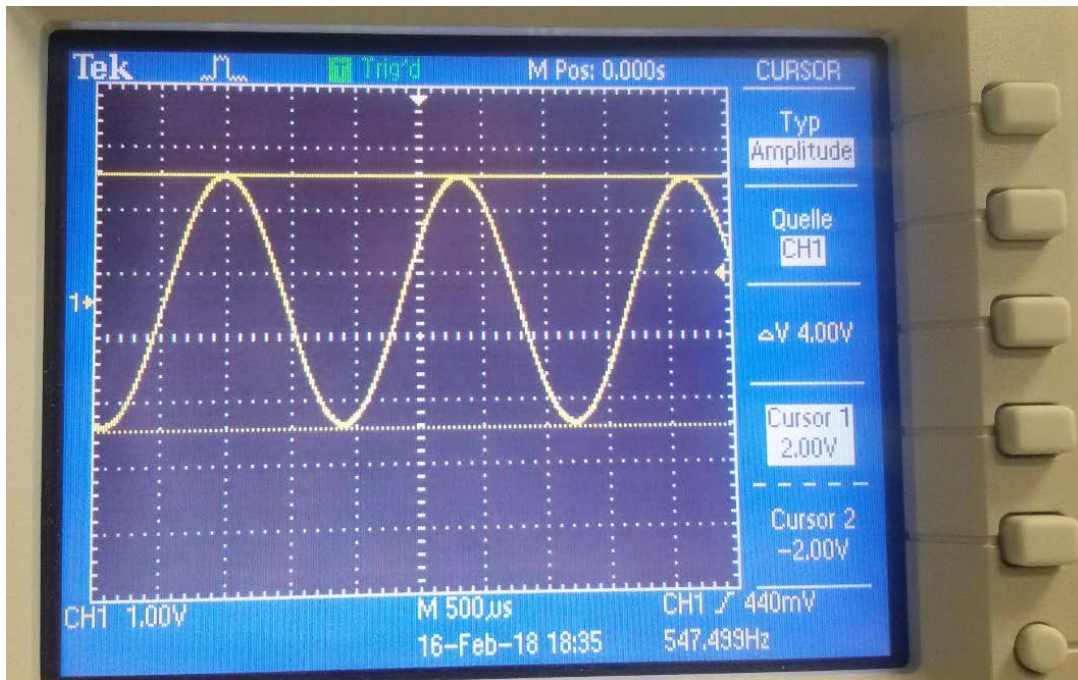 Tek T Trig'd M Pos: 0.000s CURSOR
Typ
Amplitude
Quelle
CH1
1
△V 4.00V
Cursor 1
2.00V
Cursor 2
-2.00V
CH1 1.00V M 500µs CH1 440mV
16-Feb-18 18:35 547.499Hz